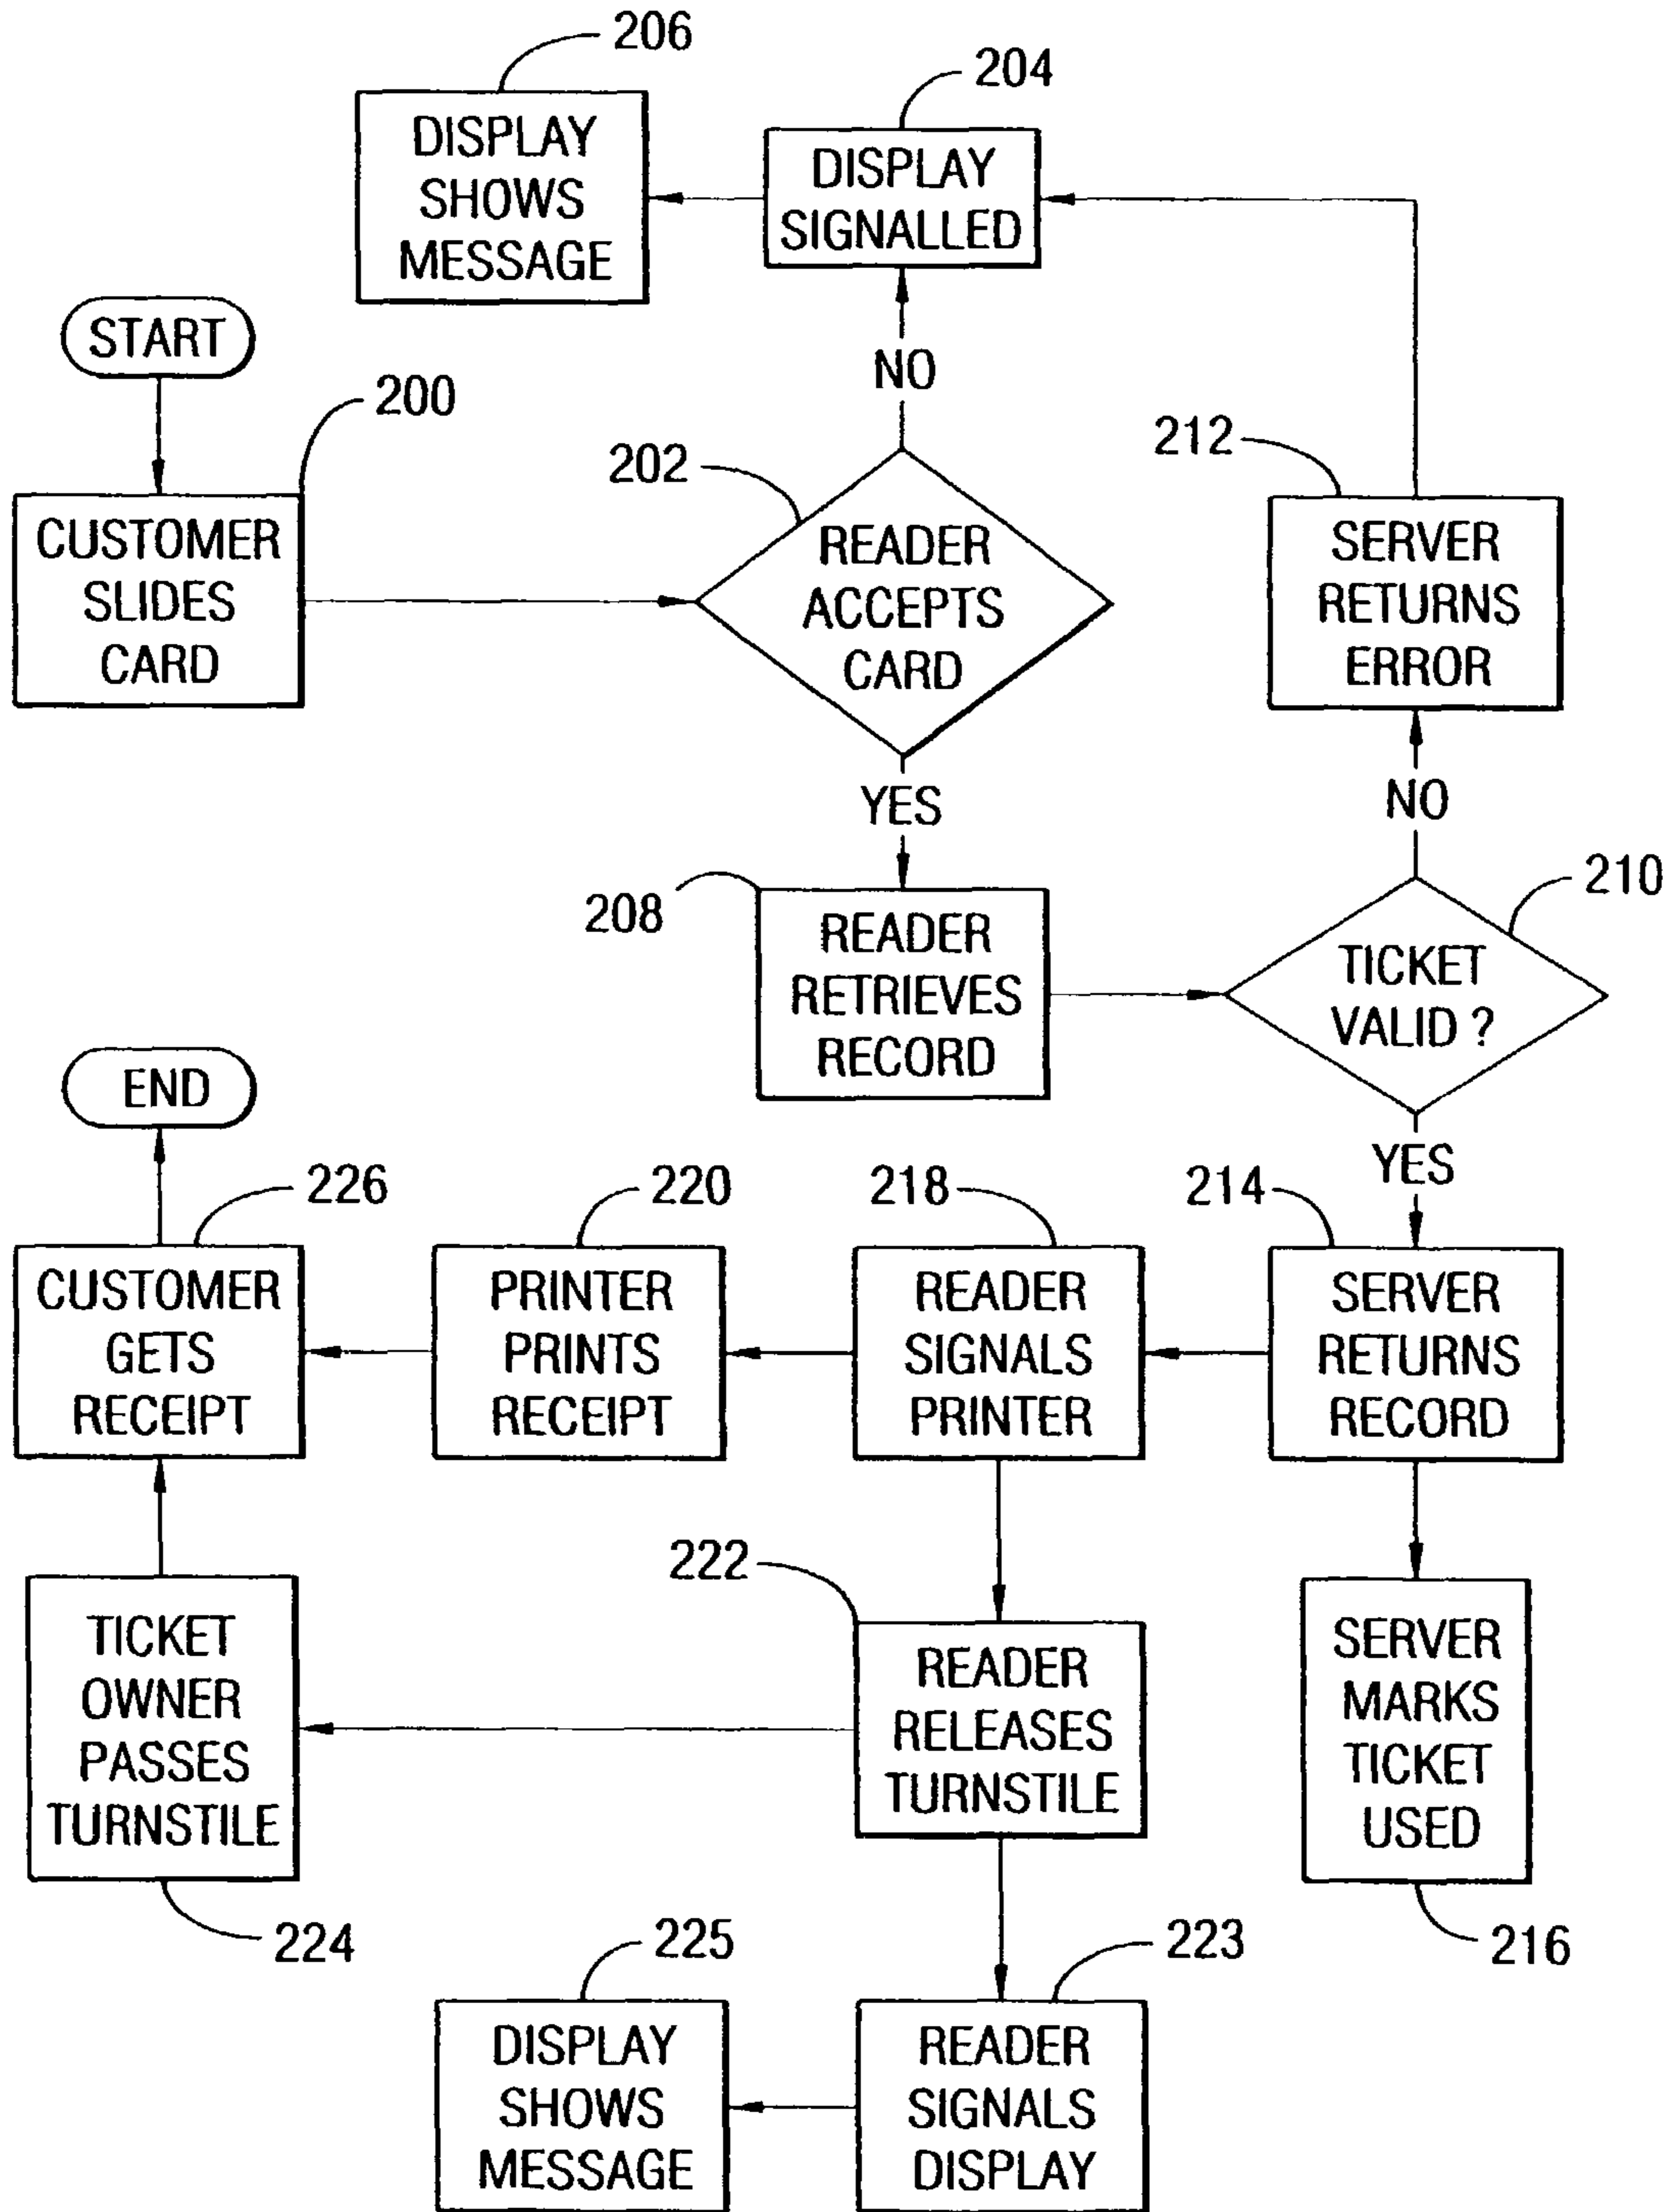 206
204
DISPLAY
SHOWS
MESSAGE
DISPLAY
SIGNALLED
START
NO
200
202
212
CUSTOMER
SLIDES
CARD
READER
ACCEPTS
CARD
SERVER
RETURNS
ERROR
YES
NO
208
210
READER
RETRIEVES
RECORD
TICKET
VALID ?
END
YES
226
220
218
214
CUSTOMER
GETS
RECEIPT
PRINTER
PRINTS
RECEIPT
READER
SIGNALS
PRINTER
SERVER
RETURNS
RECORD
222
TICKET
OWNER
PASSES
TURNSTILE
READER
RELEASES
TURNSTILE
SERVER
MARKS
TICKET
USED
224
225
223
216
DISPLAY
SHOWS
MESSAGE
READER
SIGNALS
DISPLAY